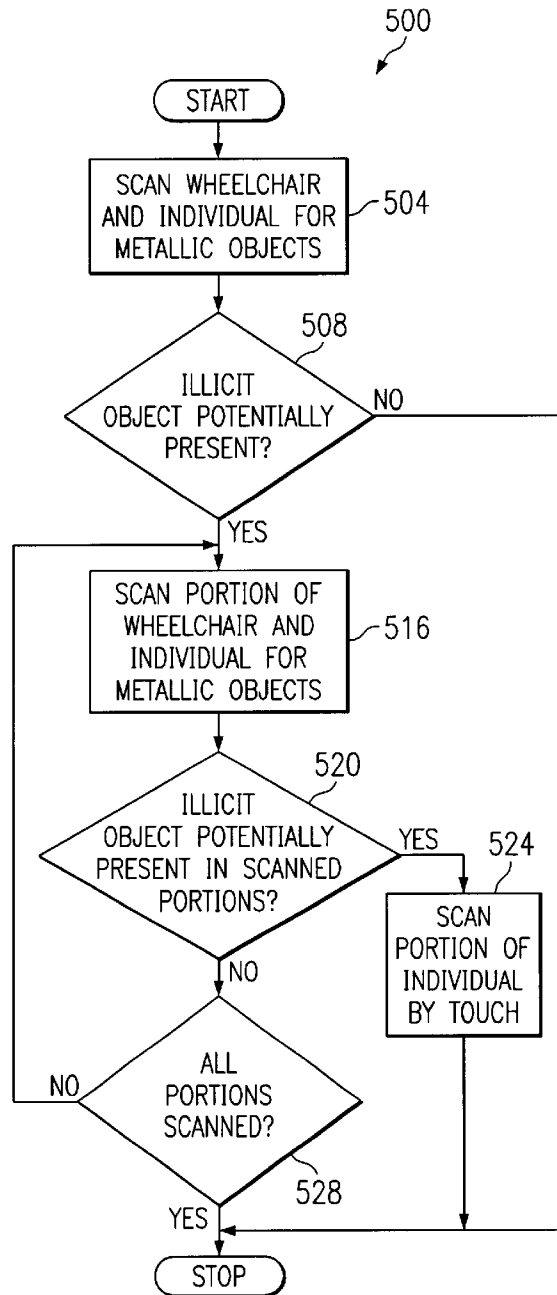 500
START
SCAN WHEELCHAIR
AND INDIVIDUAL FOR
METALLIC OBJECTS
504
508
ILLICIT
OBJECT POTENTIALLY
PRESENT?
NO
YES
SCAN PORTION OF
WHEELCHAIR AND
INDIVIDUAL FOR
METALLIC OBJECTS
516
520
ILLICIT
OBJECT POTENTIALLY
PRESENT IN SCANNED
PORTIONS?
YES
524
SCAN
PORTION OF
INDIVIDUAL
BY TOUCH
NO
ALL
PORTIONS
SCANNED?
NO
528
YES
STOP